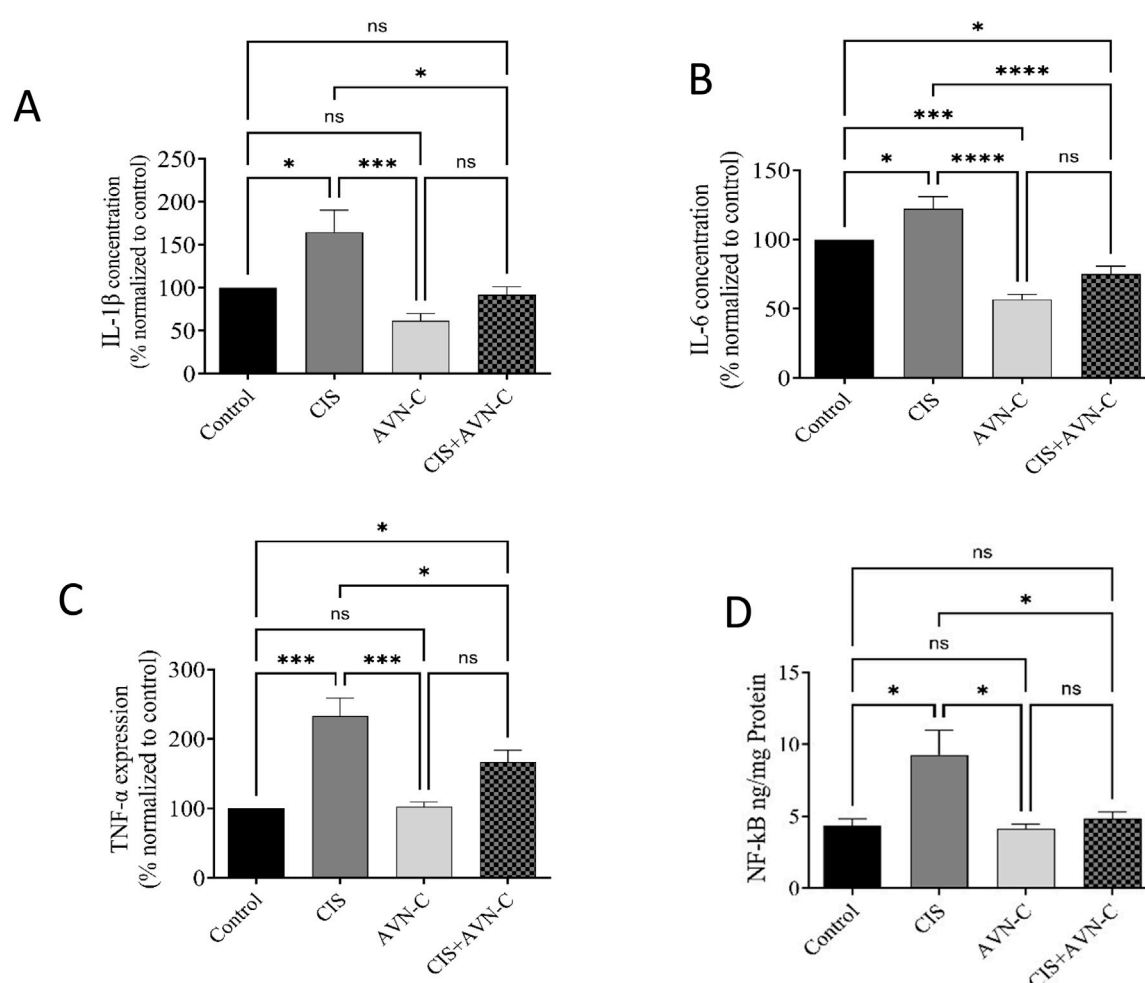 A
ns
*
ns
* *** ns
IL-1β concentration
(% normalized to control)
250
200
150
100
50
0
Control
CIS
AVN-C
CIS+AVN-C
B
*
****
***
* **** ns
IL-6 concentration
(% normalized to control)
150
100
50
0
Control
CIS
AVN-C
CIS+AVN-C
C
*
*
ns
*** *** ns
TNF-α expression
(% normalized to control)
300
200
100
0
Control
CIS
AVN-C
CIS+AVN-C
D
ns
*
ns
* * ns
NF-kB ng/mg Protein
15
10
5
0
Control
CIS
AVN-C
CIS+AVN-C